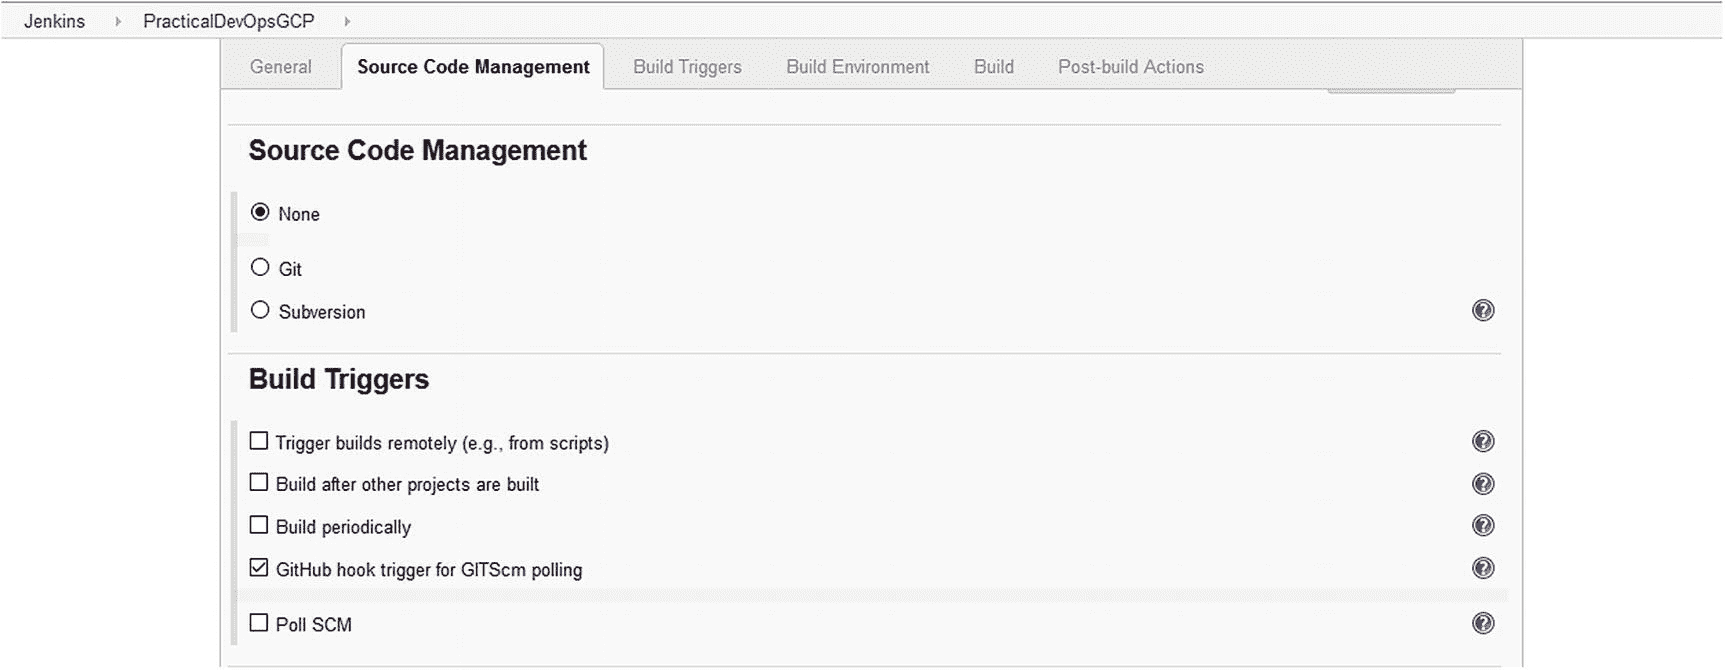 Jenkins PracticalDevOpsGCP
General Source Code Management Build Triggers Build Environment Build Post-build Actions
Source Code Management
None
Git
Subversion
Build Triggers
Trigger builds remotely (e.g., from scripts)
Build after other projects are built
Build periodically
GitHub hook trigger for GITScm polling
Poll SCM